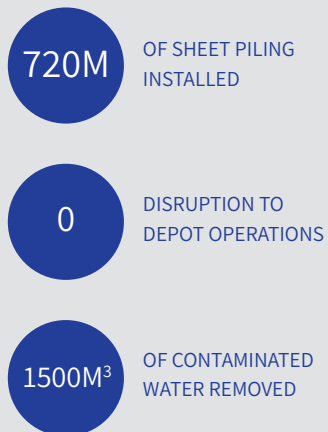 720M
OF SHEET PILING
INSTALLED
0
DISRUPTION TO
DEPOT OPERATIONS
1500M³
OF CONTAMINATED
WATER REMOVED